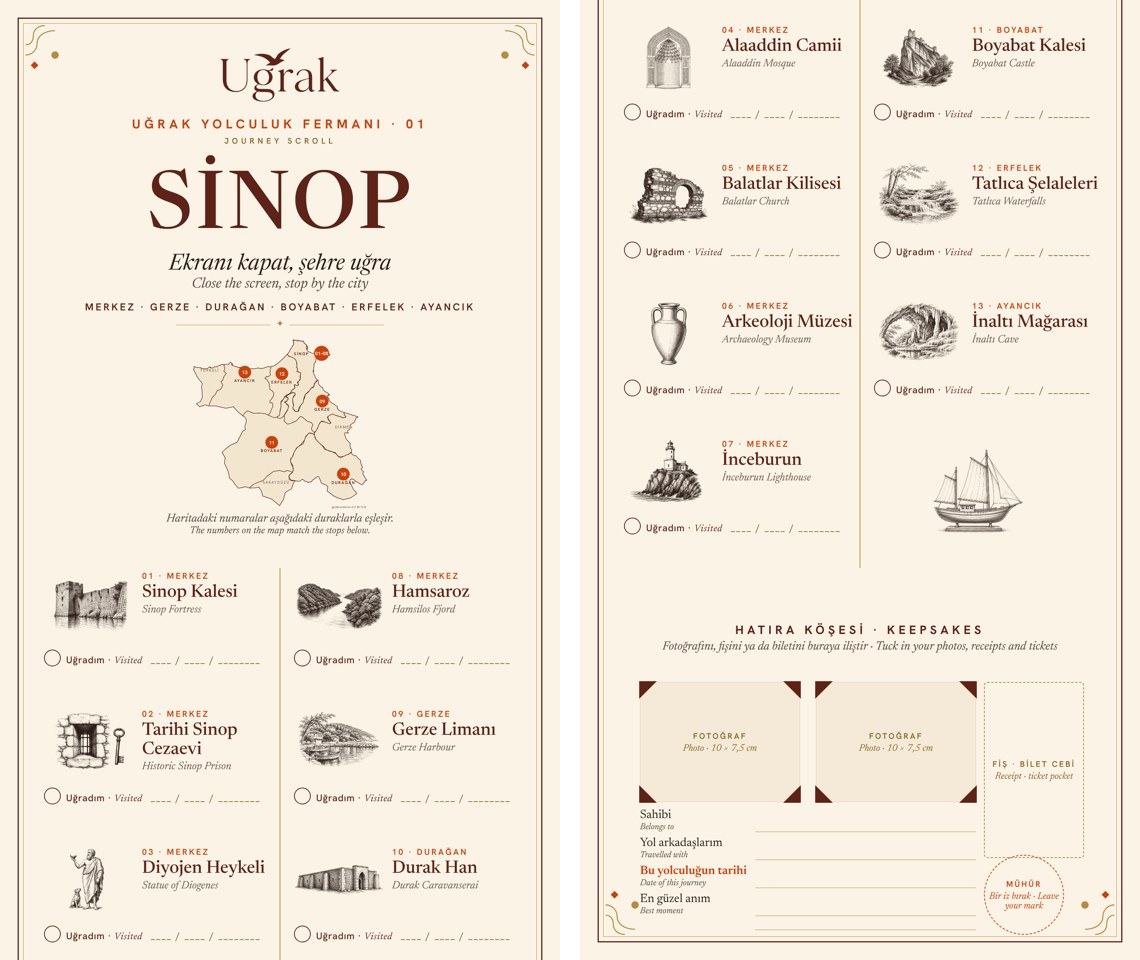 Uğrak
UĞRAK YOLCULUK FERMANI · 01
JOURNEY SCROLL
SİNOP
Ekranı kapat, şehre uğra
Close the screen, stop by the city
MERKEZ · GERZE · DURAĞAN · BOYABAT · ERFELEK · AYANCIK
SİNOP
01-08
13
AYANCIK
12
ERFELEK
09
GERZE
11
BOYABAT
10
DURAĞAN
Haritadaki numaralar aşağıdaki duraklarla eşleşir.
The numbers on the map match the stops below.
01 · MERKEZ
Sinop Kalesi
Sinop Fortress
Uğradım · Visited ____ / ____ / ________
08 · MERKEZ
Hamsaroz
Hamsilos Fjord
Uğradım · Visited ____ / ____ / ________
02 · MERKEZ
Tarihi Sinop
Cezaevi
Historic Sinop Prison
Uğradım · Visited ____ / ____ / ________
09 · GERZE
Gerze Limanı
Gerze Harbour
Uğradım · Visited ____ / ____ / ________
03 · MERKEZ
Diyojen Heykeli
Statue of Diogenes
Uğradım · Visited ____ / ____ / ________
10 · DURAĞAN
Durak Han
Durak Caravanserai
Uğradım · Visited ____ / ____ / ________
04 · MERKEZ
Alaaddin Camii
Alaaddin Mosque
Uğradım · Visited ____ / ____ / ________
11 · BOYABAT
Boyabat Kalesi
Boyabat Castle
Uğradım · Visited ____ / ____ / ________
05 · MERKEZ
Balatlar Kilisesi
Balatlar Church
Uğradım · Visited ____ / ____ / ________
12 · ERFELEK
Tatlıca Şelaleleri
Tatlıca Waterfalls
Uğradım · Visited ____ / ____ / ________
06 · MERKEZ
Arkeoloji Müzesi
Archaeology Museum
Uğradım · Visited ____ / ____ / ________
13 · AYANCIK
İnaltı Mağarası
İnaltı Cave
Uğradım · Visited ____ / ____ / ________
07 · MERKEZ
İnceburun
İnceburun Lighthouse
Uğradım · Visited ____ / ____ / ________
HATIRA KÖŞESİ · KEEPSAKES
Fotoğrafını, fişini ya da biletini buraya iliştir · Tuck in your photos, receipts and tickets
FOTOĞRAF
Photo · 10 × 7,5 cm
FOTOĞRAF
Photo · 10 × 7,5 cm
FİŞ · BİLET CEBİ
Receipt · ticket pocket
Sahibi
Belongs to
Yol arkadaşlarım
Travelled with
Bu yolculuğun tarihi
Date of this journey
En güzel anım
Best moment
MÜHÜR
Bir iz bırak · Leave
your mark